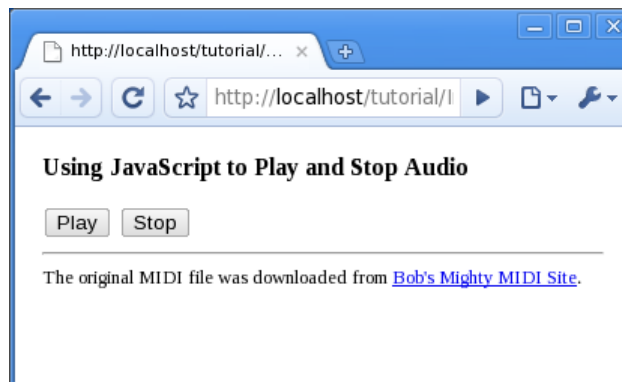 http://localhost/tutorial/...
http://localhost/tutorial/
Using JavaScript to Play and Stop Audio
Play Stop
The original MIDI file was downloaded from Bob's Mighty MIDI Site.